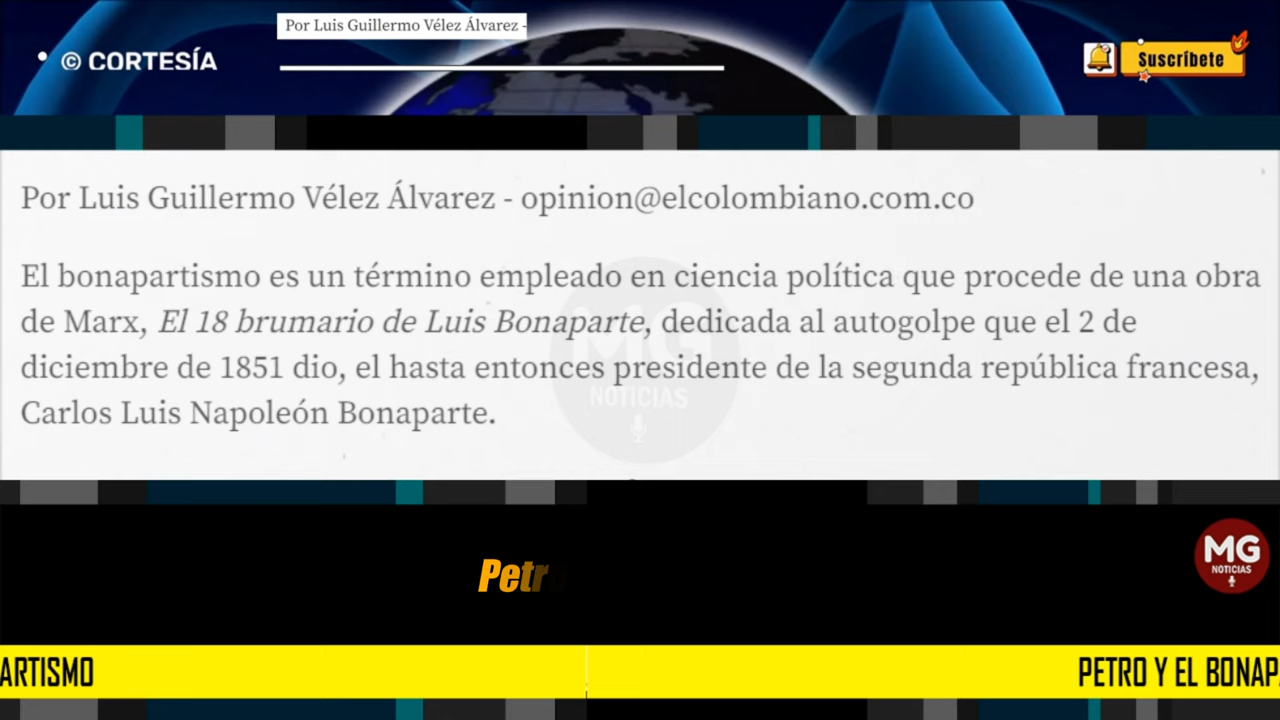 Por Luis Guillermo Vélez Álvarez -
© CORTESÍA
Suscríbete
Por Luis Guillermo Vélez Álvarez - opinion@elcolombiano.com.co
El bonapartismo es un término empleado en ciencia política que procede de una obra
de Marx, El 18 brumario de Luis Bonaparte, dedicada al autogolpe que el 2 de
diciembre de 1851 dio, el hasta entonces presidente de la segunda república francesa,
Carlos Luis Napoleón Bonaparte.
MG
NOTICIAS
Petr
MG
NOTICIAS
ARTISMO
PETRO Y EL BONAP